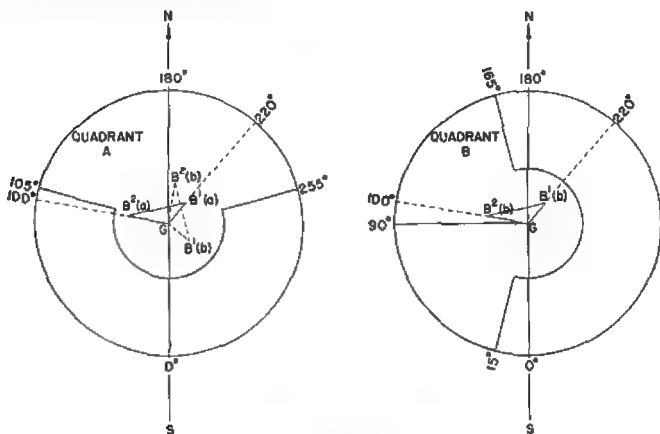 N
180°
220°
QUADRANT
A
105°
100°
255°
B²(b)
B¹(a)
B²(a)
G
B¹(b)
0°
S
N
165°
180°
220°
QUADRANT
B
100°
B¹(b)
B²(b)
90°
G
15°
0°
S